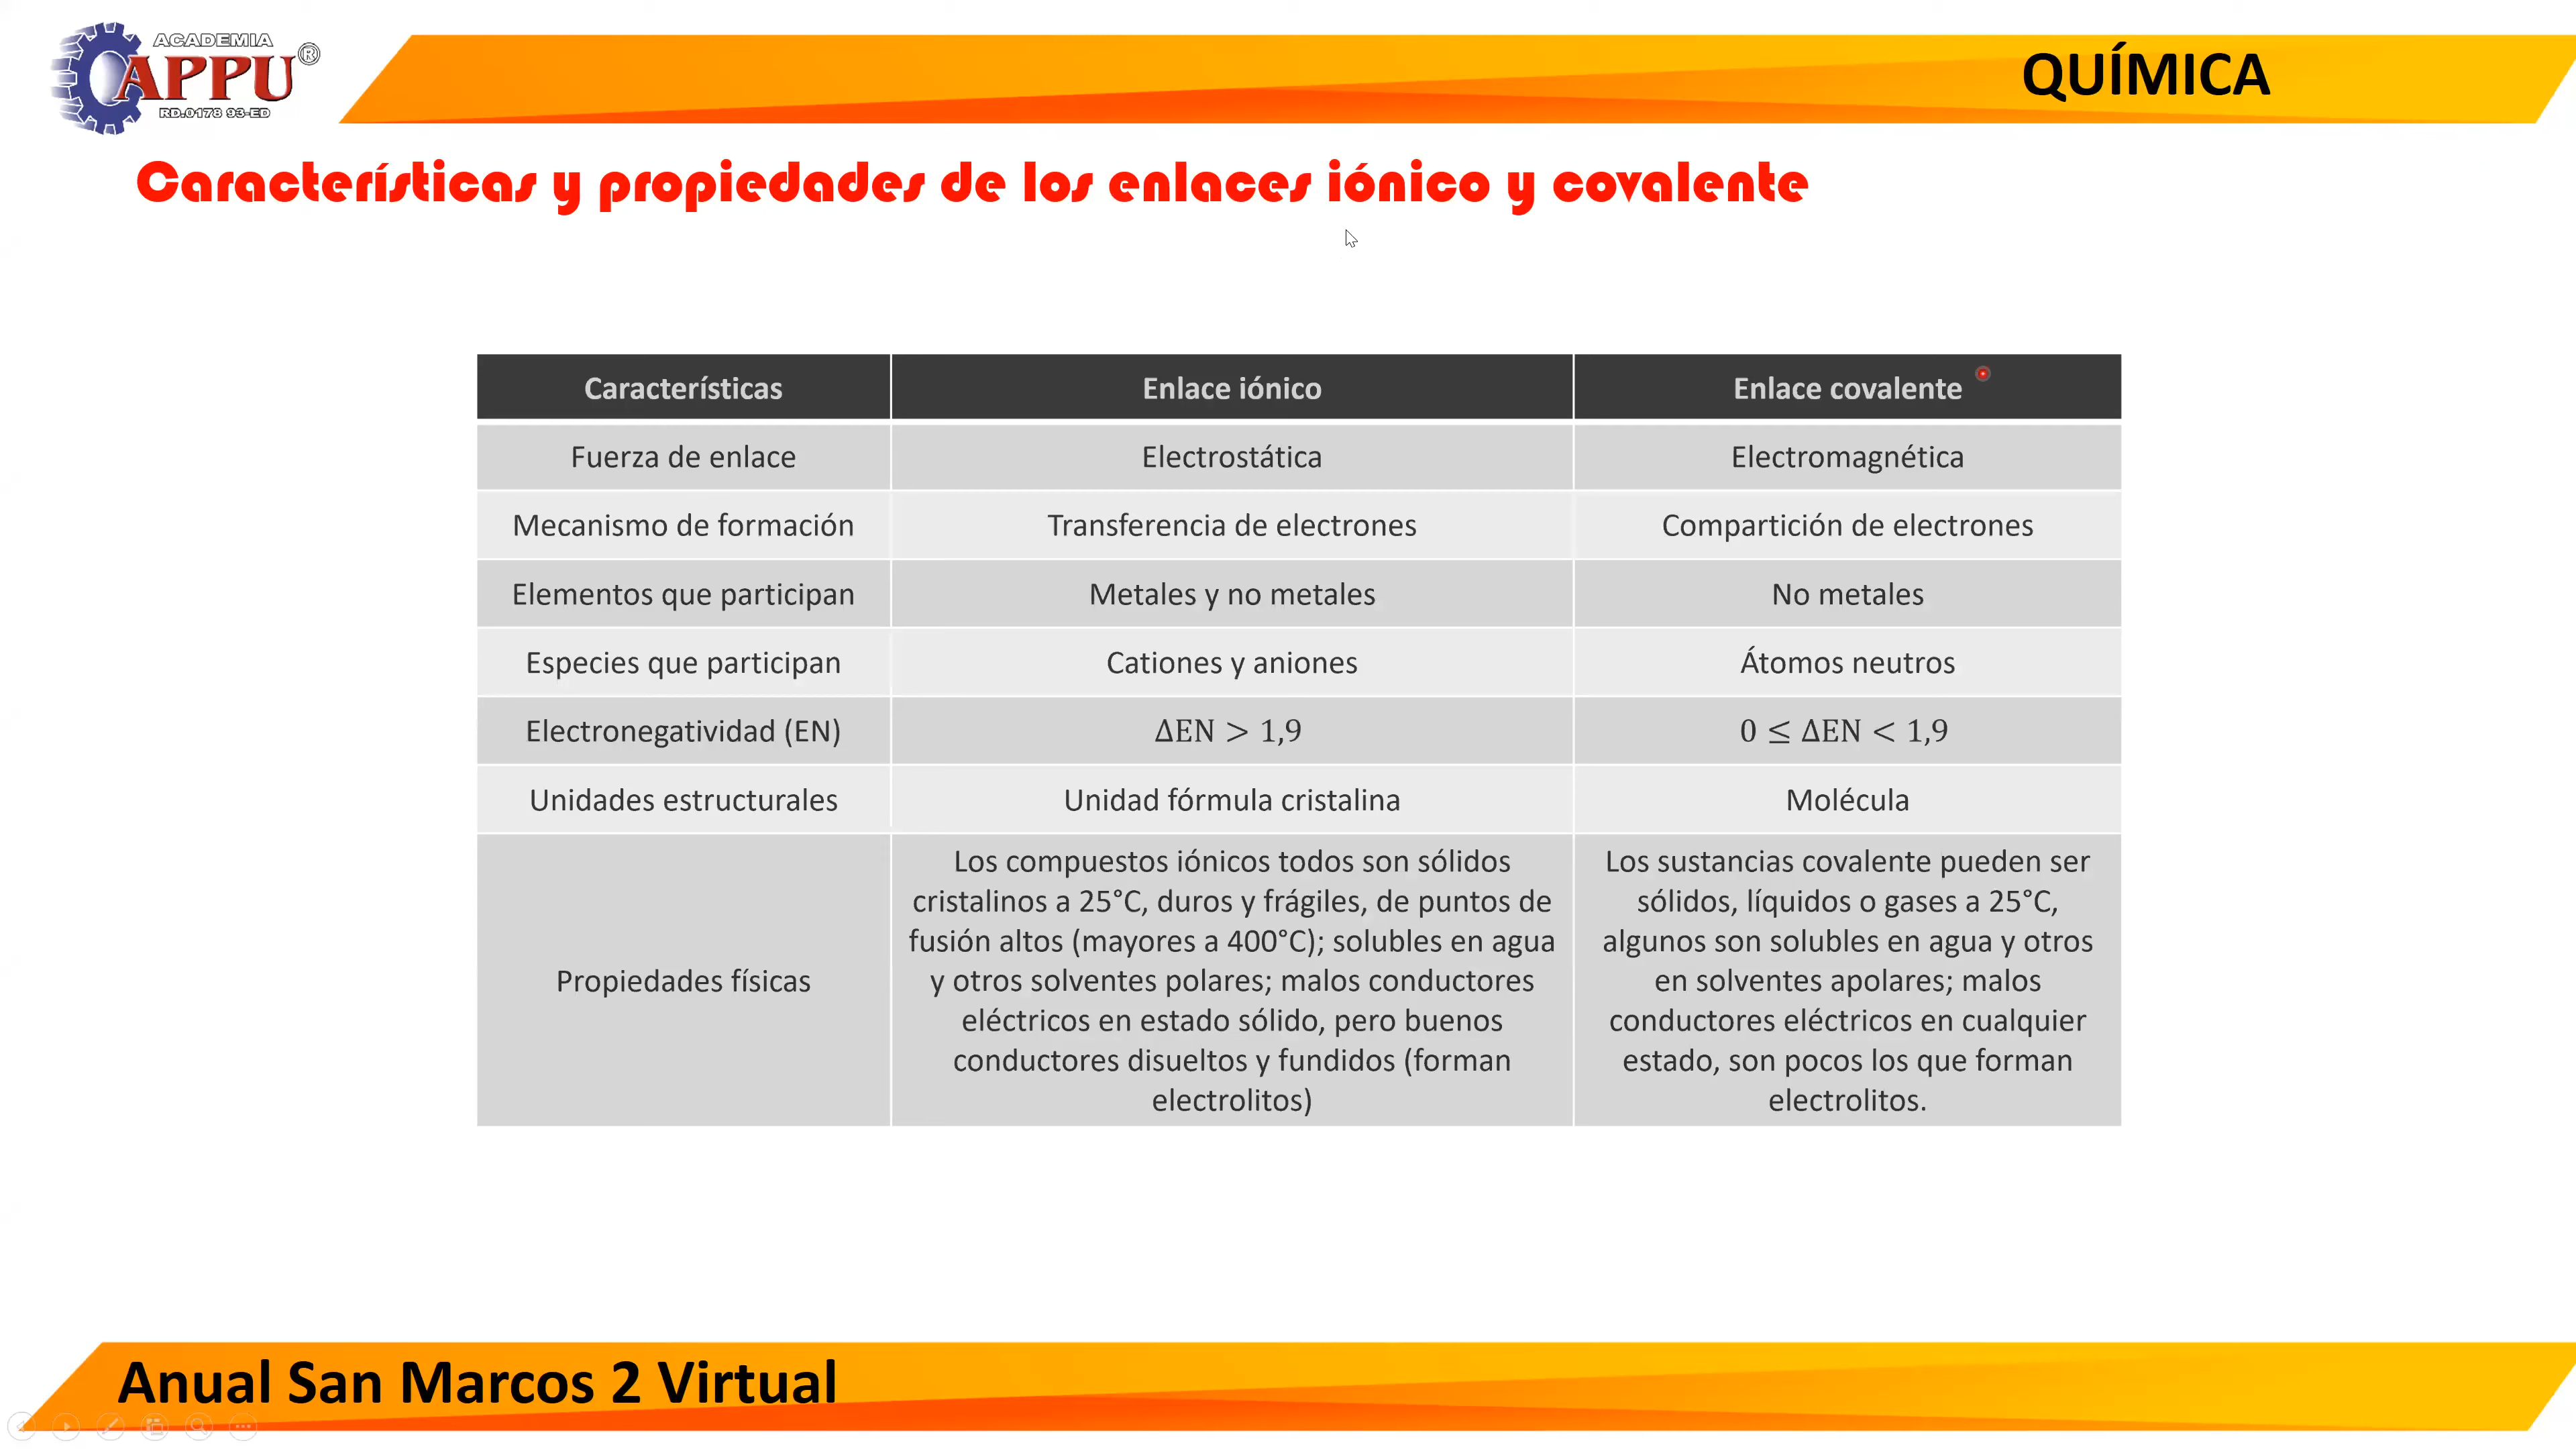 ACADEMIA
APPU ®
RD.0178 93-ED
QUÍMICA
Características y propiedades de los enlaces iónico y covalente
Características
Enlace iónico
Enlace covalente
Fuerza de enlace
Electrostática
Electromagnética
Mecanismo de formación
Transferencia de electrones
Compartición de electrones
Elementos que participan
Metales y no metales
No metales
Especies que participan
Cationes y aniones
Átomos neutros
Electronegatividad (EN)
ΔEN > 1,9
0 ≤ ΔEN < 1,9
Unidades estructurales
Unidad fórmula cristalina
Molécula
Propiedades físicas
Los compuestos iónicos todos son sólidos
cristalinos a 25°C, duros y frágiles, de puntos de
fusión altos (mayores a 400°C); solubles en agua
y otros solventes polares; malos conductores
eléctricos en estado sólido, pero buenos
conductores disueltos y fundidos (forman
electrolitos)
Los sustancias covalente pueden ser
sólidos, líquidos o gases a 25°C,
algunos son solubles en agua y otros
en solventes apolares; malos
conductores eléctricos en cualquier
estado, son pocos los que forman
electrolitos.
Anual San Marcos 2 Virtual